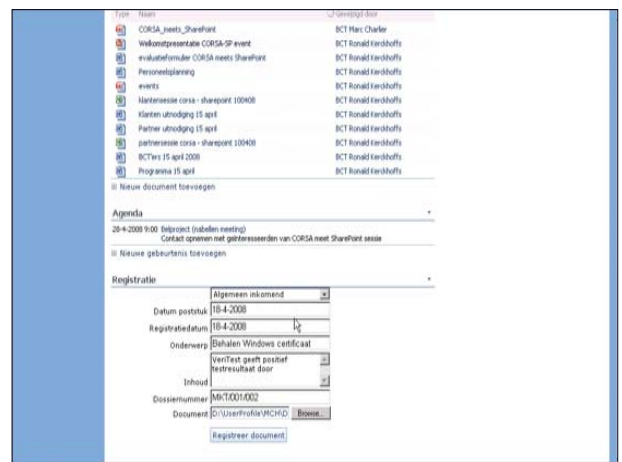 Type Naam Gewijzigd door
CORSA_meets_SharePoint BCT Marc Charlier
Welkomstpresentatie CORSA-SP event BCT Ronald Kerckhoffs
evaluatieformulier CORSA meets SharePoint BCT Ronald Kerckhoffs
Personeelsplanning BCT Ronald Kerckhoffs
events BCT Ronald Kerckhoffs
klantensessie corsa - sharepoint 100408 BCT Ronald Kerckhoffs
Klanten uitnodiging 15 april BCT Ronald Kerckhoffs
Partner uitnodiging 15 april BCT Ronald Kerckhoffs
partnersessie corsa - sharepoint 100408 BCT Ronald Kerckhoffs
BCT'ers 15 april 2008 BCT Ronald Kerckhoffs
Programma 15 april BCT Ronald Kerckhoffs
Nieuw document toevoegen
Agenda
28-4-2008 9:00 Belproject (nabellen meeting)
Contact opnemen met geïnteresseerden van CORSA meet SharePoint sessie
Nieuwe gebeurtenis toevoegen
Registratie
Algemeen inkomend
Datum poststuk 18-4-2008
Registratiedatum 18-4-2008
Onderwerp Behalen Windows certificaat
VeriTest geeft positief
testresultaat door
Inhoud
Dossiernummer MKT/001/002
Document D:\UserProfile\MCH\D Browse...
Registreer document